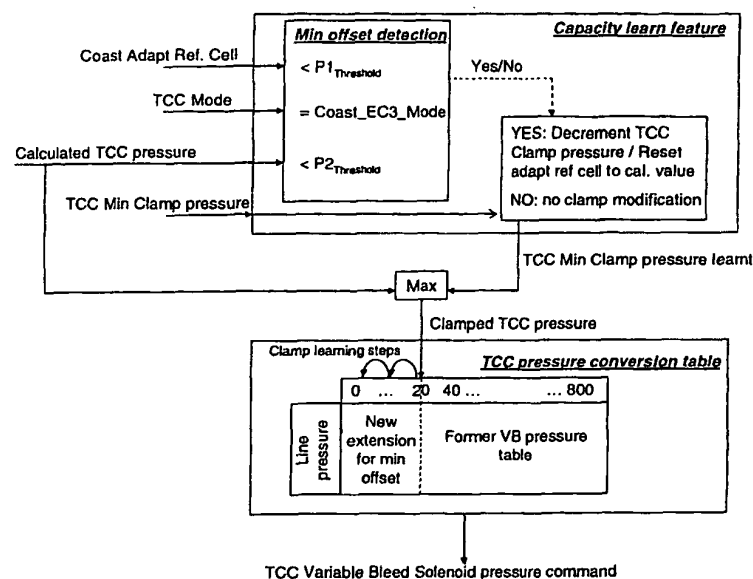 Min offset detection
Capacity learn feature
Coast Adapt Ref. Cell
< P1Threshold
Yes/No
TCC Mode
= Coast_EC3_Mode
YES: Decrement TCC
Clamp pressure / Reset
adapt ref cell to cal. value
NO: no clamp modification
Calculated TCC pressure
< P2Threshold
TCC Min Clamp pressure
TCC Min Clamp pressure learnt
Max
Clamped TCC pressure
Clamp learning steps
TCC pressure conversion table
0 ... 20 40 ... ... 800
Line
pressure
New
extension
for min
offset
Former VB pressure
table
TCC Variable Bleed Solenoid pressure command